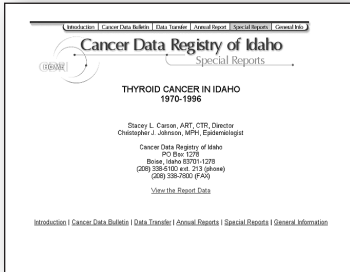 Introduction | Cancer Data Bulletin | Data Transfer | Annual Report | Special Reports | General Info
Cancer Data Registry of Idaho
HOME
Special Reports
THYROID CANCER IN IDAHO
1970-1996
Stacey L. Carson, ART, CTR, Director
Christopher J. Johnson, MPH, Epidemiologist
Cancer Data Registry of Idaho
PO Box 1278
Boise, Idaho 83701-1278
(208) 338-5100 ext. 213 (phone)
(208) 338-7800 (FAX)
View the Report Data
Introduction | Cancer Data Bulletin | Data Transfer | Annual Reports | Special Reports | General Information